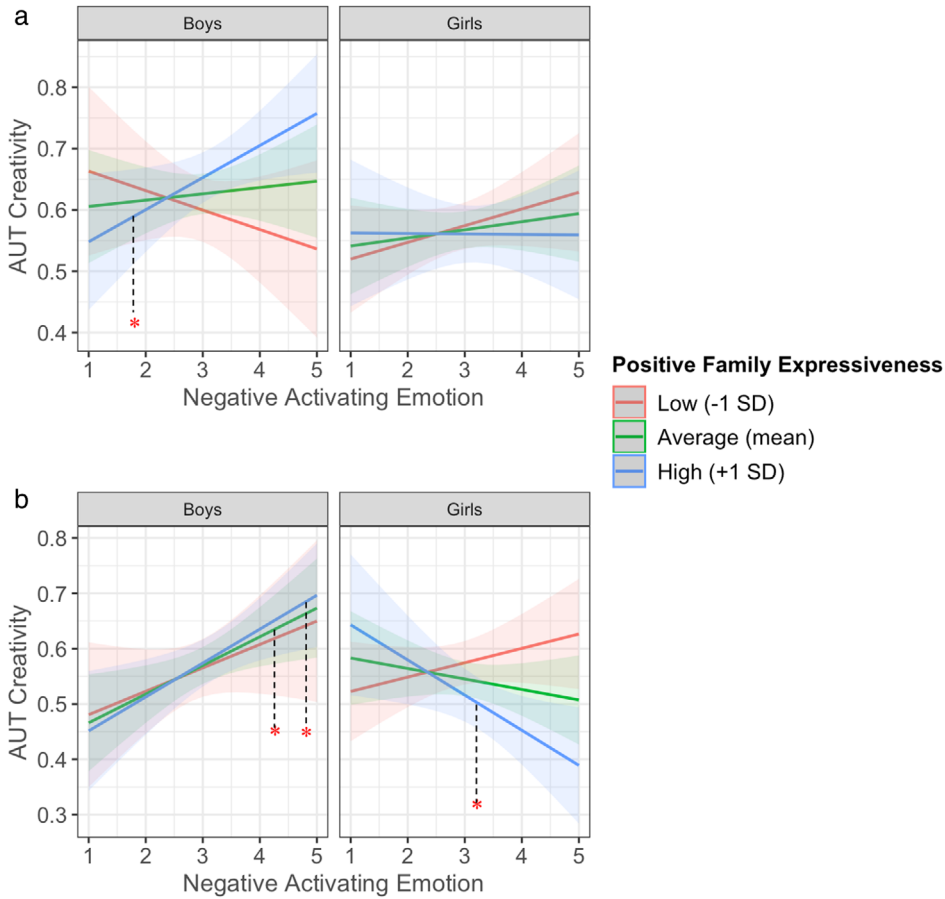 a
Boys
Girls
AUT Creativity
0.8
0.7
0.6
0.5
0.4
*
1 2 3 4 5
1 2 3 4 5
Negative Activating Emotion
Positive Family Expressiveness
Low (-1 SD)
Average (mean)
High (+1 SD)
b
Boys
Girls
AUT Creativity
0.8
0.7
0.6
0.5
0.4
0.3
* *
*
1 2 3 4 5
1 2 3 4 5
Negative Activating Emotion